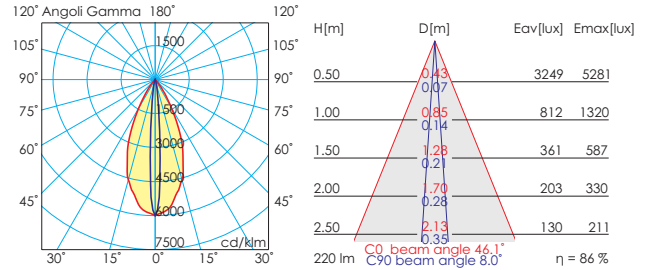 120° Angoli Gamma 180° 120°
105° 105°
90° 90°
75° 75°
60° 60°
45° 45°
30° 15° 0° 15° 30°
1500
1500
3000
4500
6000
7500 cd/klm
H[m] D[m] Eav[lux] Emax[lux]
0.50 0.43 0.07 3249 5281
1.00 0.85 0.14 812 1320
1.50 1.28 0.21 361 587
2.00 1.70 0.28 203 330
2.50 2.13 0.35 130 211
C0 beam angle 46.1°
220 lm C90 beam angle 8.0° η = 86 %